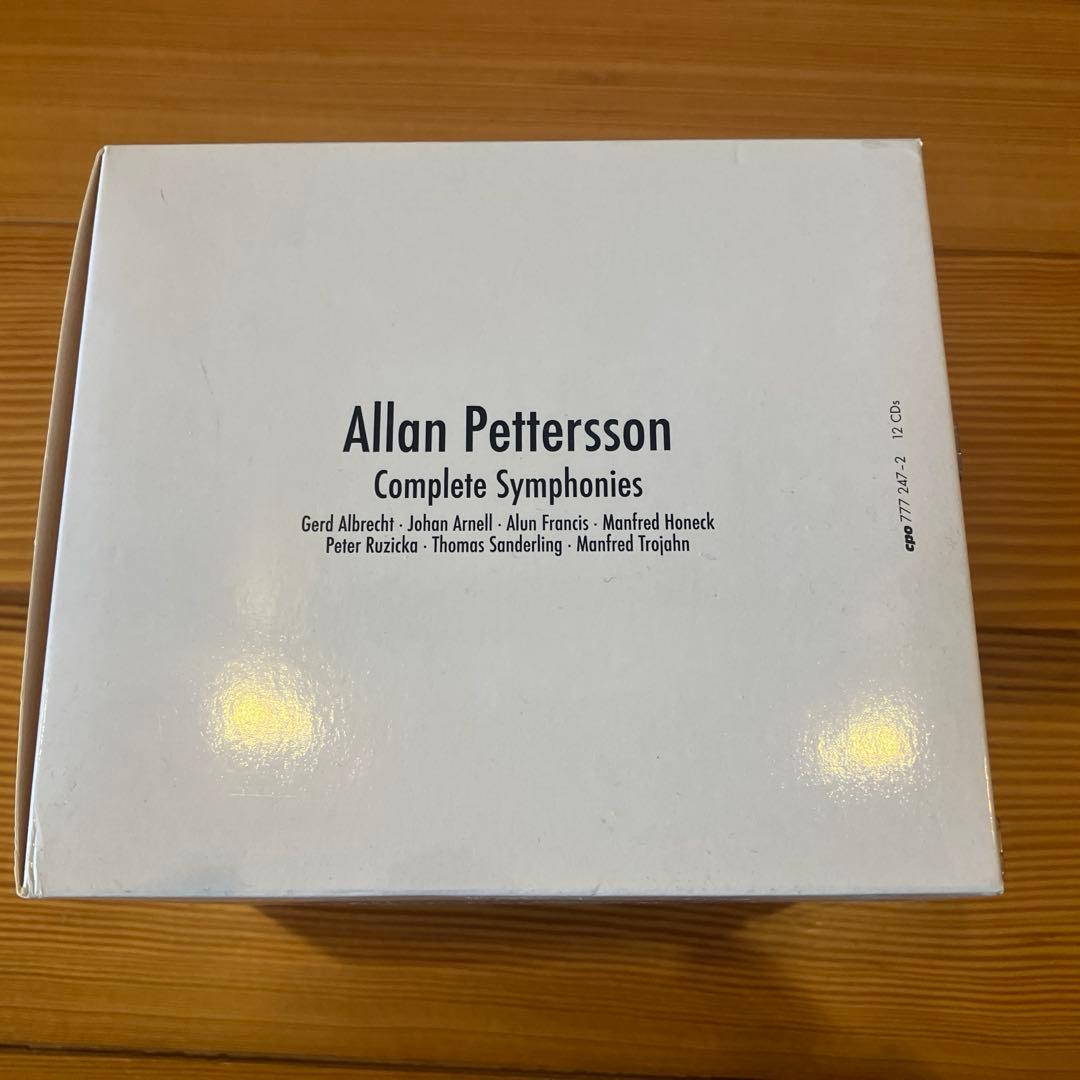 Allan Pettersson
Complete Symphonies
Gerd Albrecht · Johan Arnell · Alun Francis · Manfred Honeck
Peter Ruzicka · Thomas Sanderling · Manfred Trojahn
cpo 777 247-2 12 CDs